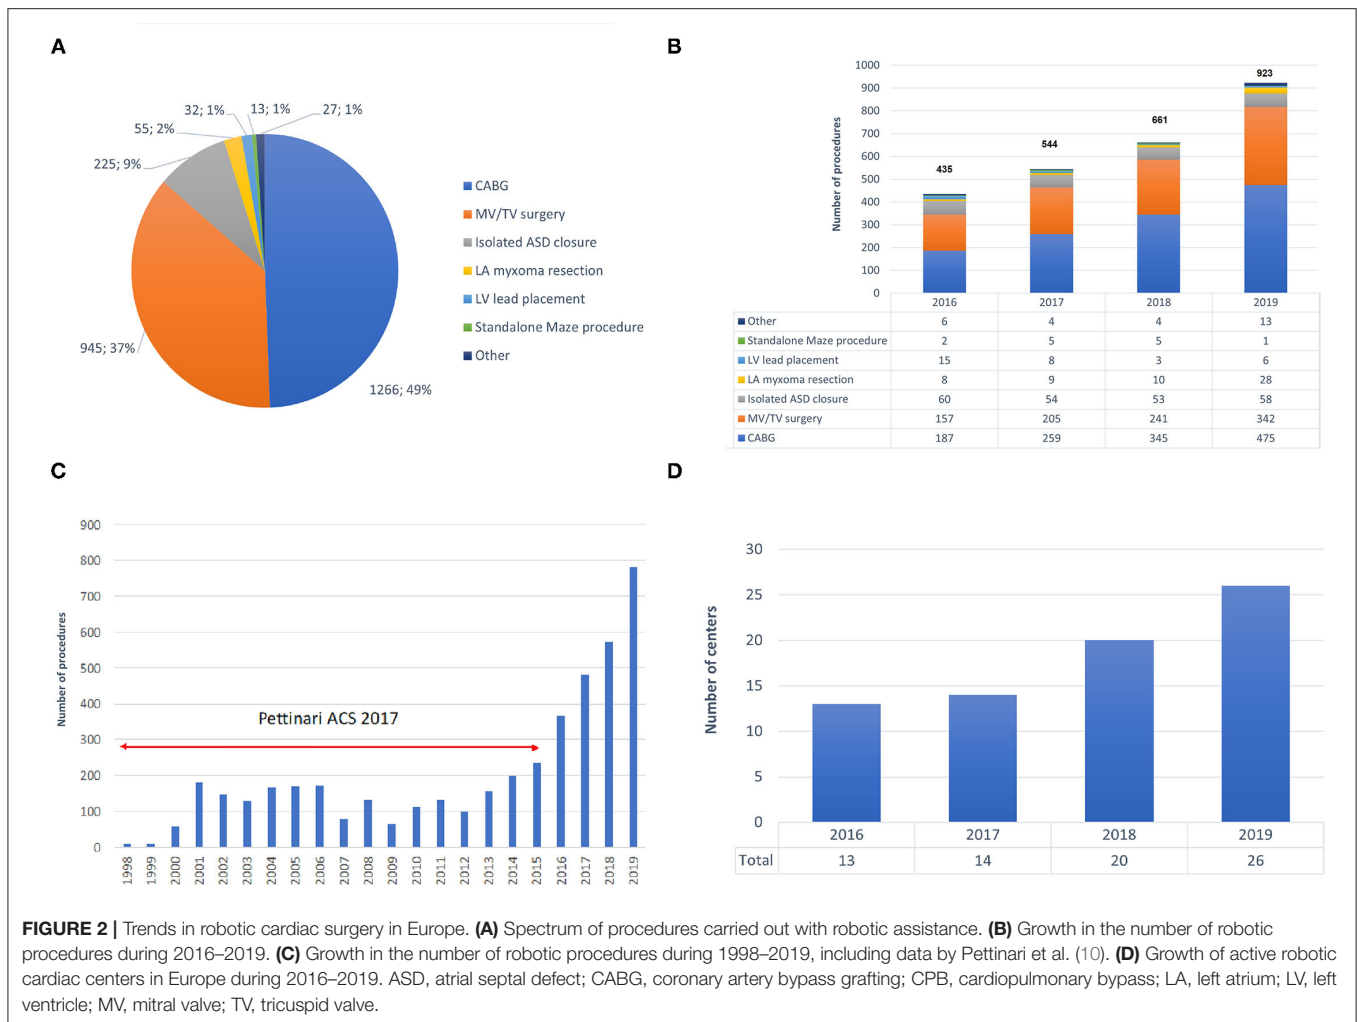 A
32; 1%
13; 1%
27; 1%
55; 2%
225; 9%
945; 37%
1266; 49%
CABG
MV/TV surgery
Isolated ASD closure
LA myxoma resection
LV lead placement
Standalone Maze procedure
Other
B
Number of procedures
1000
900
800
700
600
500
400
300
200
100
0
435
544
661
923
2016 2017 2018 2019
Other 6 4 4 13
Standalone Maze procedure 2 5 5 1
LV lead placement 15 8 3 6
LA myxoma resection 8 9 10 28
Isolated ASD closure 60 54 53 58
MV/TV surgery 157 205 241 342
CABG 187 259 345 475
C
Number of procedures
900
800
700
600
500
400
300
200
100
0
Pettinari ACS 2017
1998 1999 2000 2001 2002 2003 2004 2005 2006 2007 2008 2009 2010 2011 2012 2013 2014 2015 2016 2017 2018 2019
D
Number of centers
30
25
20
15
10
5
0
2016 2017 2018 2019
Total 13 14 20 26
FIGURE 2 | Trends in robotic cardiac surgery in Europe. (A) Spectrum of procedures carried out with robotic assistance. (B) Growth in the number of robotic
procedures during 2016–2019. (C) Growth in the number of robotic procedures during 1998–2019, including data by Pettinari et al. (10). (D) Growth of active robotic
cardiac centers in Europe during 2016–2019. ASD, atrial septal defect; CABG, coronary artery bypass grafting; CPB, cardiopulmonary bypass; LA, left atrium; LV, left
ventricle; MV, mitral valve; TV, tricuspid valve.